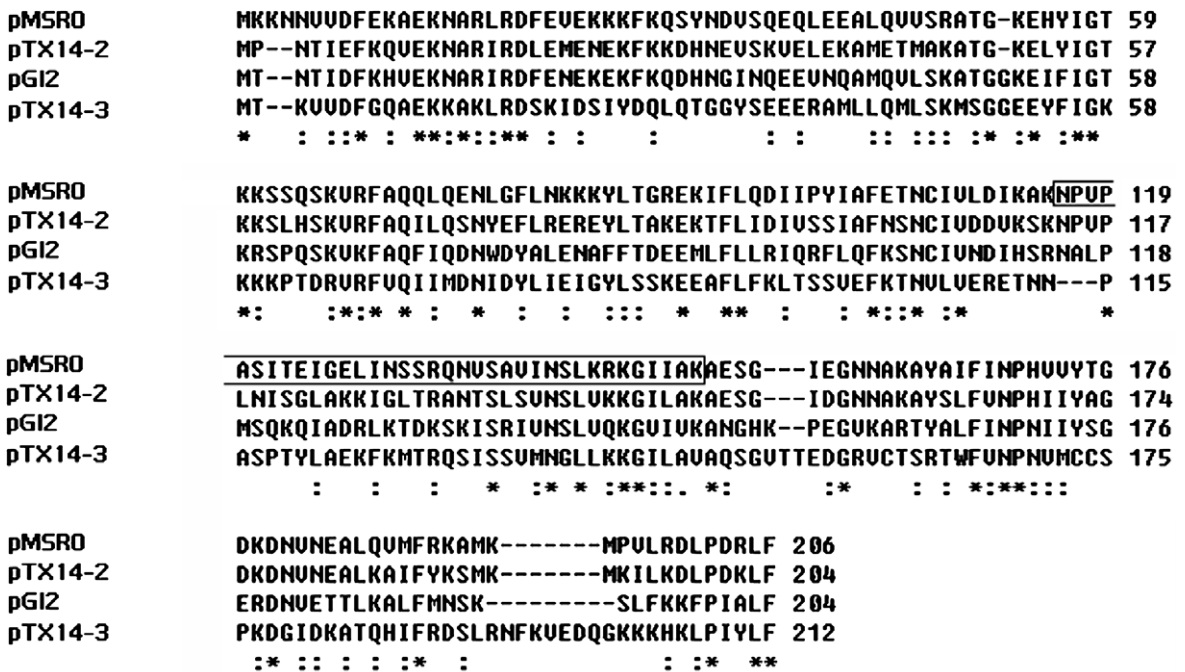 pMSRO MKKNNVVDFEKAEKNARLRDFEVEKKKFKQSYNDVSQEQLEEALQVVSRATG-KEHYIGT 59
pTX14-2 MP--NTIEFKQVEKNARIRDLEMENEKFKKDHNEVSKVELEKAMETMAKATG-KELYIGT 57
pGI2 MT--NTIDFKHVEKNARIRDFENEKEKFKQDHNGINQEEVNQAMQVLSKATGGKEIFIGT 58
pTX14-3 MT--KVVDFGQAEKKAKLRDSKIDSIYDQLQTGGYSEEERAMLLQMLSKMSGGEEYFIGK 58
* : ::* : **:*::** : : : : : :: ::: :* :* :**
pMSRO KKSSQSKVRFAQQLQENLGFLNKKKYLTGREKIFLQDIIPYIAFETNCIVLDIKAKNPVP 119
pTX14-2 KKSLHSKVRFAQILQSNYEFLREREYLTAKEKTFLIDIVSSIAFNSNCIVDDVKSKNPVP 117
pGI2 KRSPQSKVKFAQFIQDNWDYALENAFFTDEEMLFLLRIQRFLQFKSNCIVNDIHSRNALP 118
pTX14-3 KKKPTDRVRFVQIIMDNIDYLIEIGYLSSKEEAFLFKLTSSVEFKTNVLVERETNN---P 115
*: :*:* * : * : : ::: * ** : : *::* :* *
pMSRO ASITEIGELINSSRQNVSAVINSLKRKGIIAKAESG---IEGNNAKAYAIFINPHVVYTG 176
pTX14-2 LNISGLAKKIGLTRANTSLSVNSLVKKGILAKAESG---IDGNNAKAYSLFVNPHIIYAG 174
pGI2 MSQKQIADRLKTDKSKISRIVNSLVQKGVIVKANGHK--PEGVKARTYALFINPNIIYSG 176
pTX14-3 ASPTYLAEKFKMTRQSISSVMNGLLKKGILAVAQSGVTTEDGRVCTSRTWFVNPNVMCCS 175
: : : * :* * :**::. *: :* : : *:**:::
pMSRO DKDNVNEALQVMFRKAMK-------MPVLRDLPDRLF 206
pTX14-2 DKDNVNEALKAIFYKSMK-------MKILKDLPDKLF 204
pGI2 ERDNVETTLKALFMNSK---------SLFKKFPIALF 204
pTX14-3 PKDGIDKATQHIFRDSLRNFKVEDQGKKKHKLPIYLF 212
:* :: : : :* : : :* **